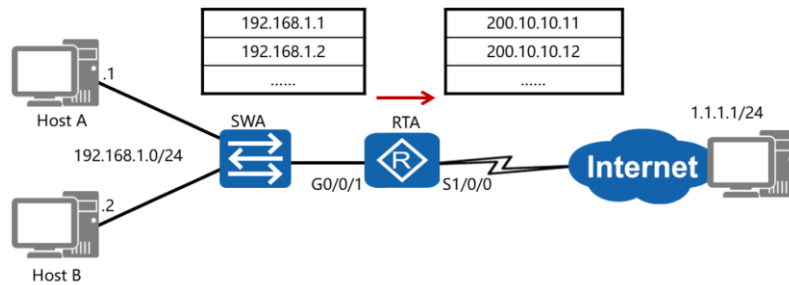 192.168.1.1
192.168.1.2
......
200.10.10.11
200.10.10.12
......
.1
Host A
SWA
RTA
1.1.1.1/24
192.168.1.0/24
R
Internet
G0/0/1
S1/0/0
.2
Host B